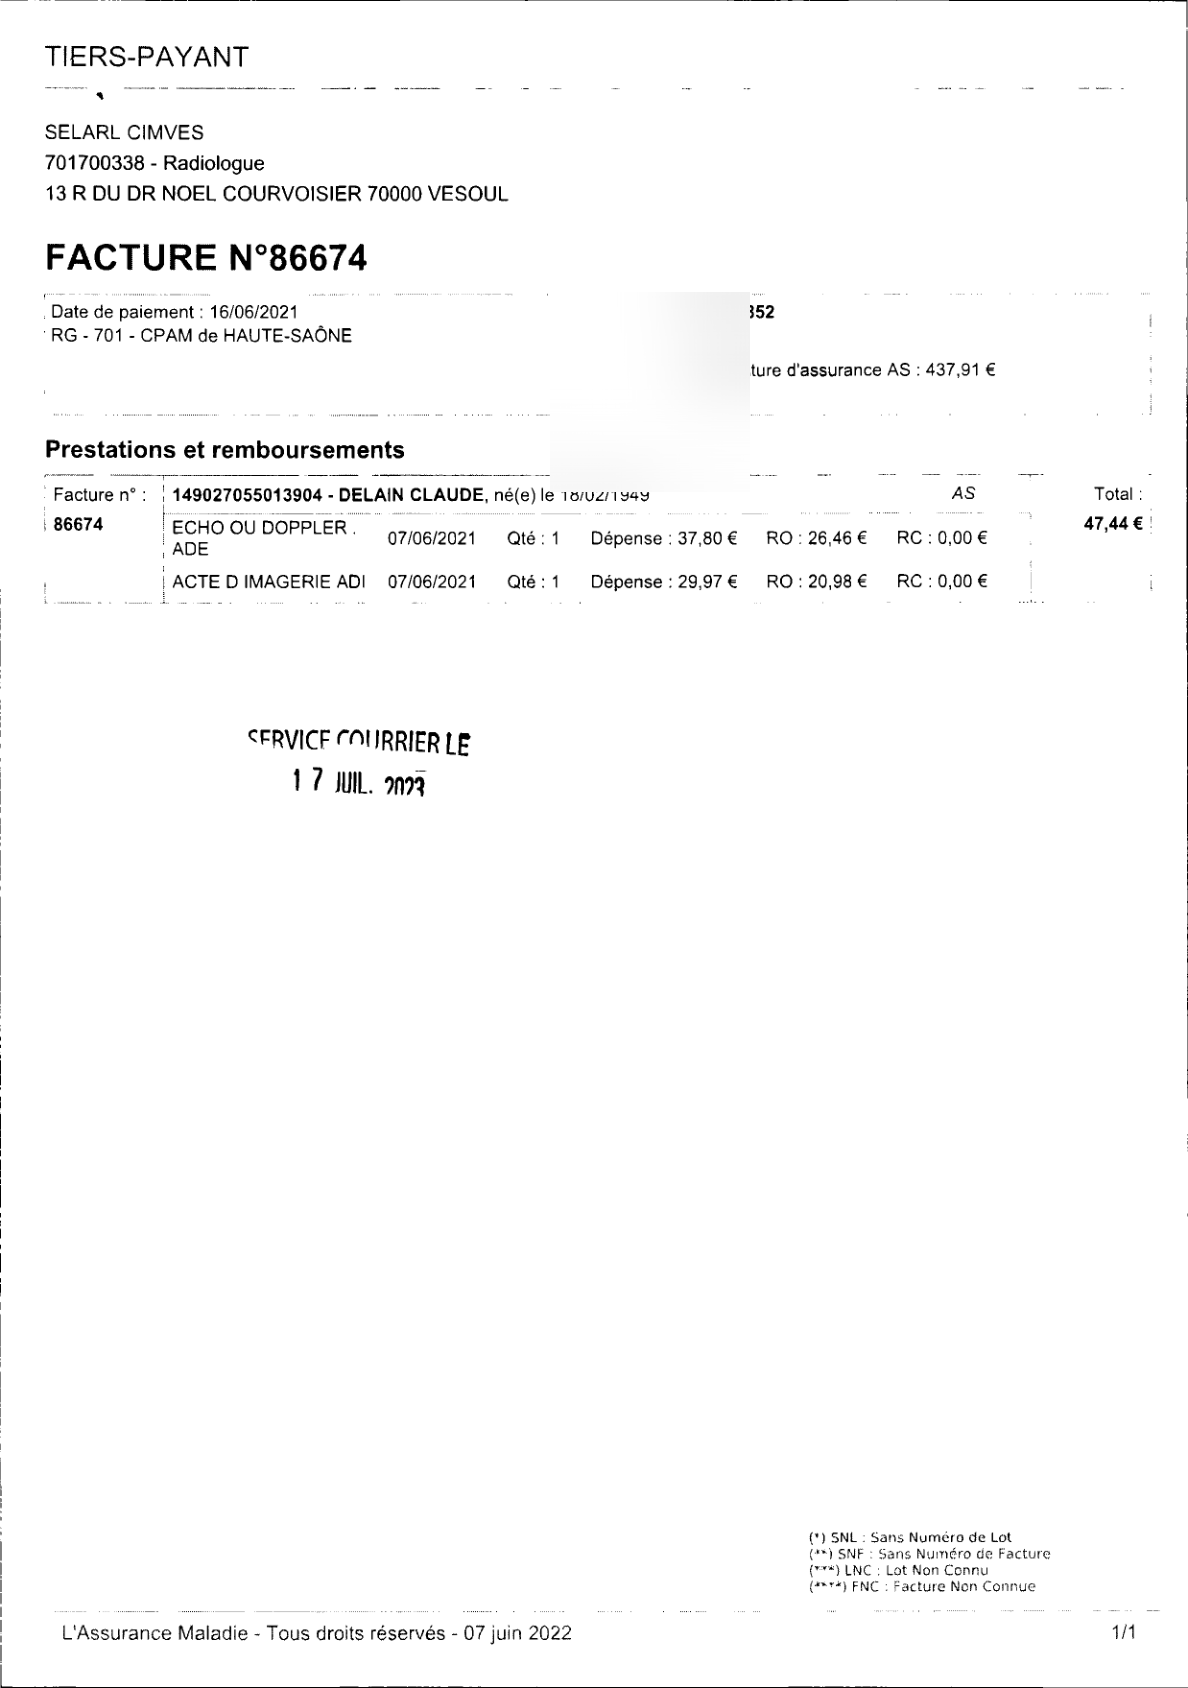 TIERS-PAYANT
SELARL CIMVES
701700338 - Radiologue
13 R DU DR NOEL COURVOISIER 70000 VESOUL
FACTURE N°86674
Date de paiement : 16/06/2021
352
RG - 701 - CPAM de HAUTE-SAÔNE
ture d'assurance AS : 437,91 €
Prestations et remboursements
Facture n° : 149027055013904 - DELAIN CLAUDE, né(e) le 18/02/1949 AS Total :
86674 ECHO OU DOPPLER . 07/06/2021 Qté : 1 Dépense : 37,80 € RO : 26,46 € RC : 0,00 € 47,44 €
ADE
ACTE D IMAGERIE ADI 07/06/2021 Qté : 1 Dépense : 29,97 € RO : 20,98 € RC : 0,00 €
SERVICE COURRIER LE
17 JUIL. 2023
(*) SNL : Sans Numéro de Lot
(**) SNF : Sans Numéro de Facture
(***) LNC : Lot Non Connu
(****) FNC : Facture Non Connue
L'Assurance Maladie - Tous droits réservés - 07 juin 2022 1/1